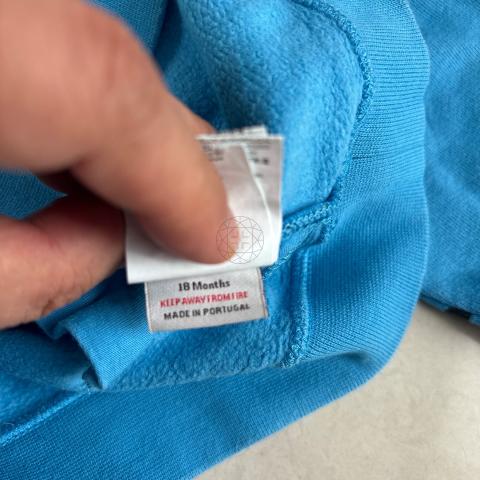 18 Months
KEEP AWAY FROM FIRE
MADE IN PORTUGAL